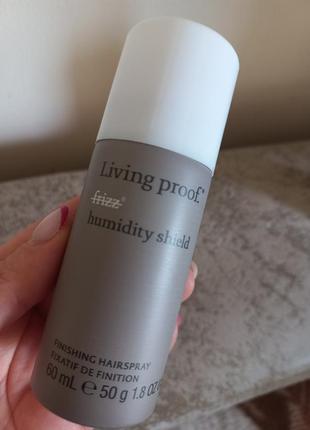 Living proof.®
frizz®
humidity shield
FINISHING HAIRSPRAY
FIXATIF DE FINITION
60 mL ℮ 50 g 1.8 OZ